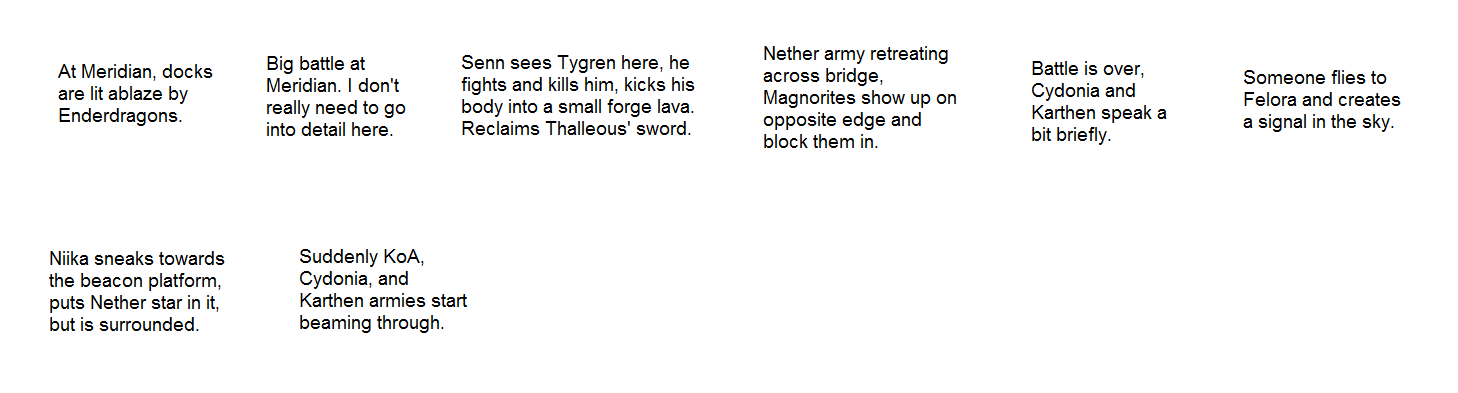 At Meridian, docks
are lit ablaze by
Enderdragons.
Big battle at
Meridian. I don't
really need to go
into detail here.
Senn sees Tygren here, he
fights and kills him, kicks his
body into a small forge lava.
Reclaims Thalleous' sword.
Nether army retreating
across bridge,
Magnorites show up on
opposite edge and
block them in.
Battle is over,
Cydonia and
Karthen speak a
bit briefly.
Someone flies to
Felora and creates
a signal in the sky.
Niika sneaks towards
the beacon platform,
puts Nether star in it,
but is surrounded.
Suddenly KoA,
Cydonia, and
Karthen armies start
beaming through.